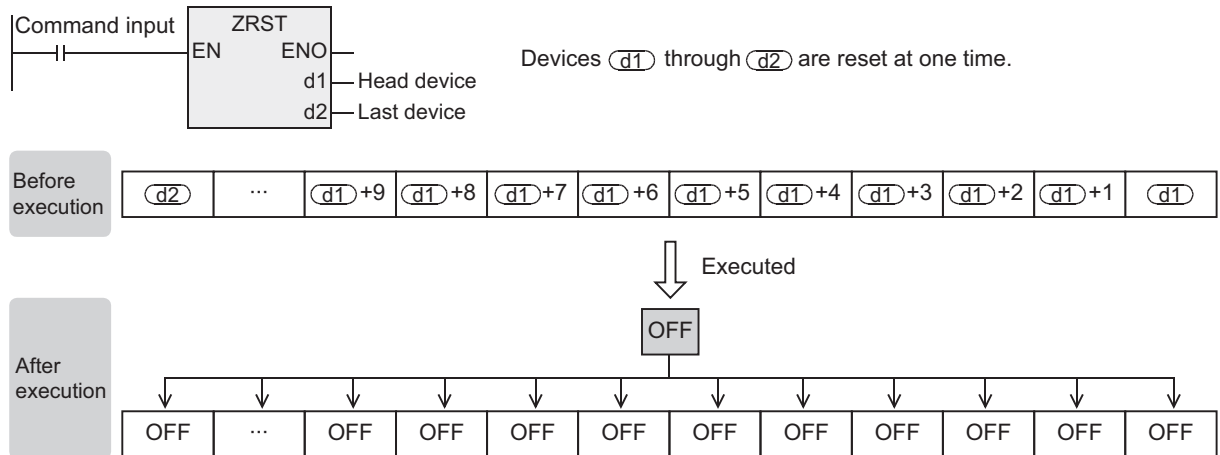 Command input
ZRST
EN ENO
d1 Head device
d2 Last device
Devices d1 through d2 are reset at one time.
Before
execution
d2 ... d1+9 d1+8 d1+7 d1+6 d1+5 d1+4 d1+3 d1+2 d1+1 d1
Executed
OFF
After
execution
OFF ... OFF OFF OFF OFF OFF OFF OFF OFF OFF OFF